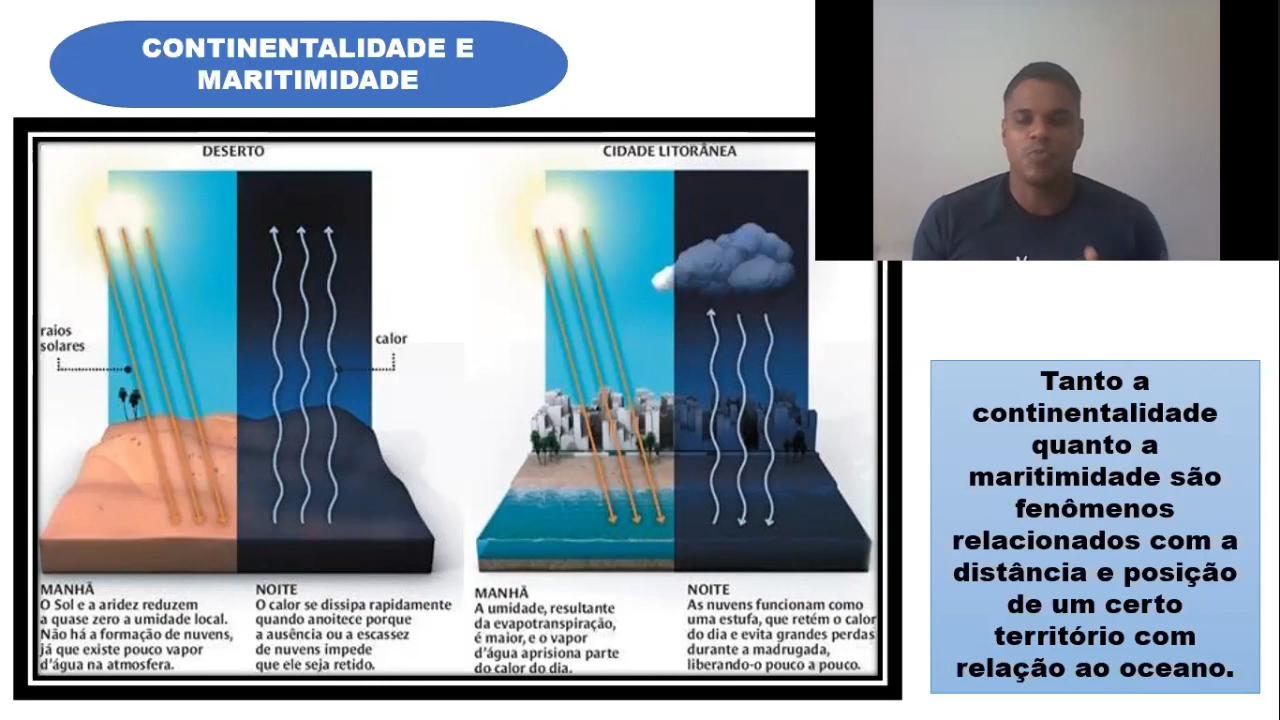 CONTINENTALIDADE E
MARITIMIDADE
DESERTO
CIDADE LITORÂNEA
raios
solares
calor
MANHÃ
O Sol e a aridez reduzem
a quase zero a umidade local.
Não há a formação de nuvens,
já que existe pouco vapor
d'água na atmosfera.
NOITE
O calor se dissipa rapidamente
quando anoitece porque
a ausência ou a escassez
de nuvens impede
que ele seja retido.
MANHÃ
A umidade, resultante
da evapotranspiração,
é maior, e o vapor
d'água aprisiona parte
do calor do dia.
NOITE
As nuvens funcionam como
uma estufa, que retém o calor
do dia e evita grandes perdas
durante a madrugada,
liberando-o pouco a pouco.
Tanto a
continentalidade
quanto a
maritimidade são
fenômenos
relacionados com a
distância e posição
de um certo
território com
relação ao oceano.